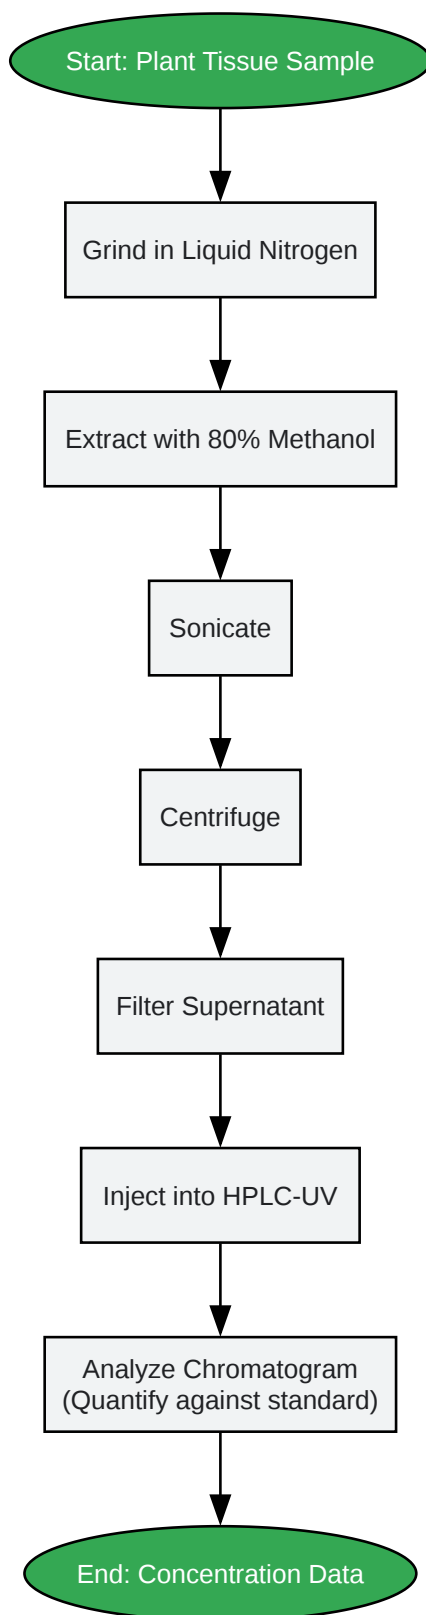 Start: Plant Tissue Sample
Grind in Liquid Nitrogen
Extract with 80% Methanol
Sonicate
Centrifuge
Filter Supernatant
Inject into HPLC-UV
Analyze Chromatogram
(Quantify against standard)
End: Concentration Data